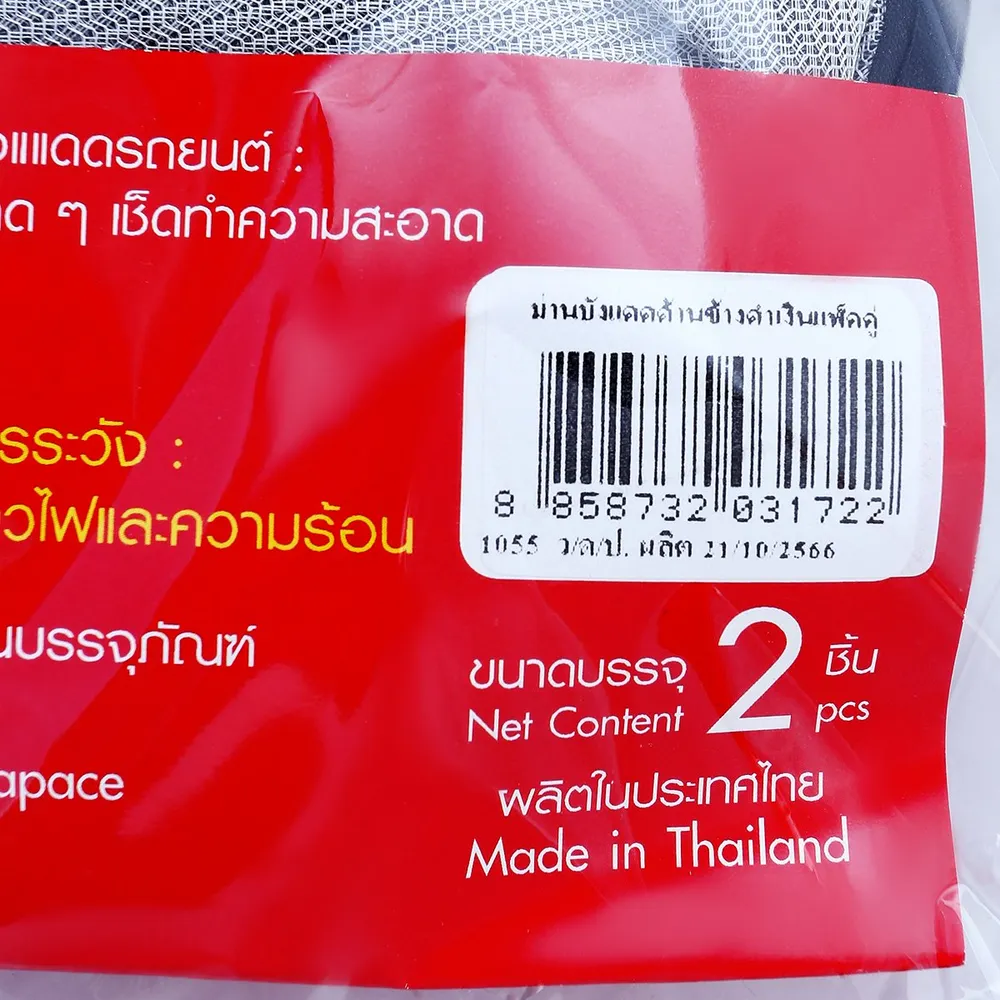 งแดดรถยนต์ :
ๆ เช็ดทำความสะอาด
ม่านบังแดดด้านข้างดำเงินแพ็คคู่
8 858732 031722
1055 ว/ด/ป. ผลิต 21/10/2566
รระวัง :
วไฟและความร้อน
นบรรจุภัณฑ์
ขนาดบรรจุ 2 ชิ้น
Net Content pcs
apace
ผลิตในประเทศไทย
Made in Thailand